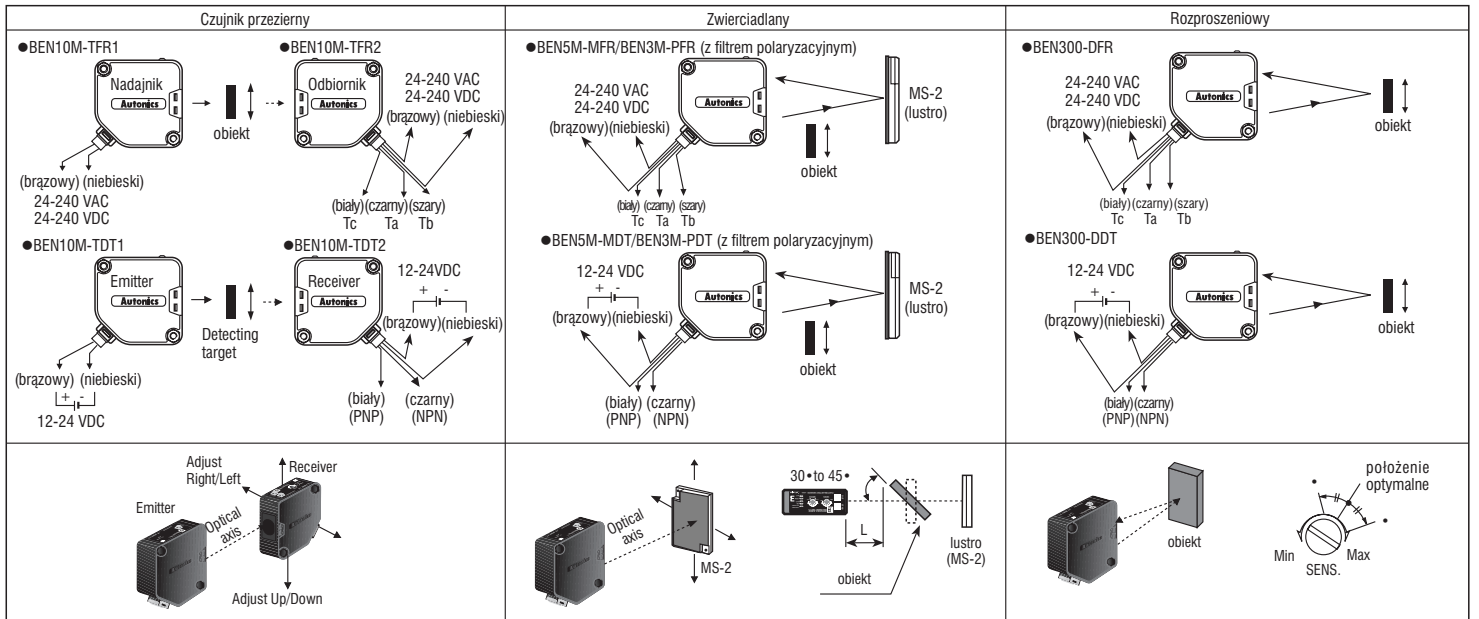 Czujnik przezierny
●BEN10M-TFR1
Nadajnik
Autonics
obiekt
(brązowy) (niebieski)
24-240 VAC
24-240 VDC
●BEN10M-TFR2
Odbiornik
Autonics
24-240 VAC
24-240 VDC
(brązowy) (niebieski)
(biały) (czarny) (szary)
Tc Ta Tb
●BEN10M-TDT1
Emitter
Autonics
Detecting
target
(brązowy) (niebieski)
+ -
12-24 VDC
●BEN10M-TDT2
Receiver
Autonics
12-24VDC
+ -
(brązowy) (niebieski)
(biały) (czarny)
(PNP) (NPN)
Zwierciadlany
●BEN5M-MFR/BEN3M-PFR (z filtrem polaryzacyjnym)
24-240 VAC
24-240 VDC
(brązowy)(niebieski)
Autonics
MS-2
(lustro)
obiekt
(biały) (czarny) (szary)
Tc Ta Tb
●BEN5M-MDT/BEN3M-PDT (z filtrem polaryzacyjnym)
12-24 VDC
+ -
(brązowy)(niebieski)
Autonics
MS-2
(lustro)
obiekt
(biały) (czarny)
(PNP) (NPN)
Rozproszeniowy
●BEN300-DFR
24-240 VAC
24-240 VDC
(brązowy)(niebieski)
Autonics
obiekt
(biały) (czarny) (szary)
Tc Ta Tb
●BEN300-DDT
12-24 VDC
+ -
(brązowy)(niebieski)
Autonics
obiekt
(biały) (czarny)
(PNP) (NPN)
Adjust
Right/Left
Receiver
Emitter
Optical
axis
Adjust Up/Down
Optical
axis
MS-2
30•to 45•
L
obiekt
lustro
(MS-2)
obiekt
położenie
optymalne
Min
Max
SENS.